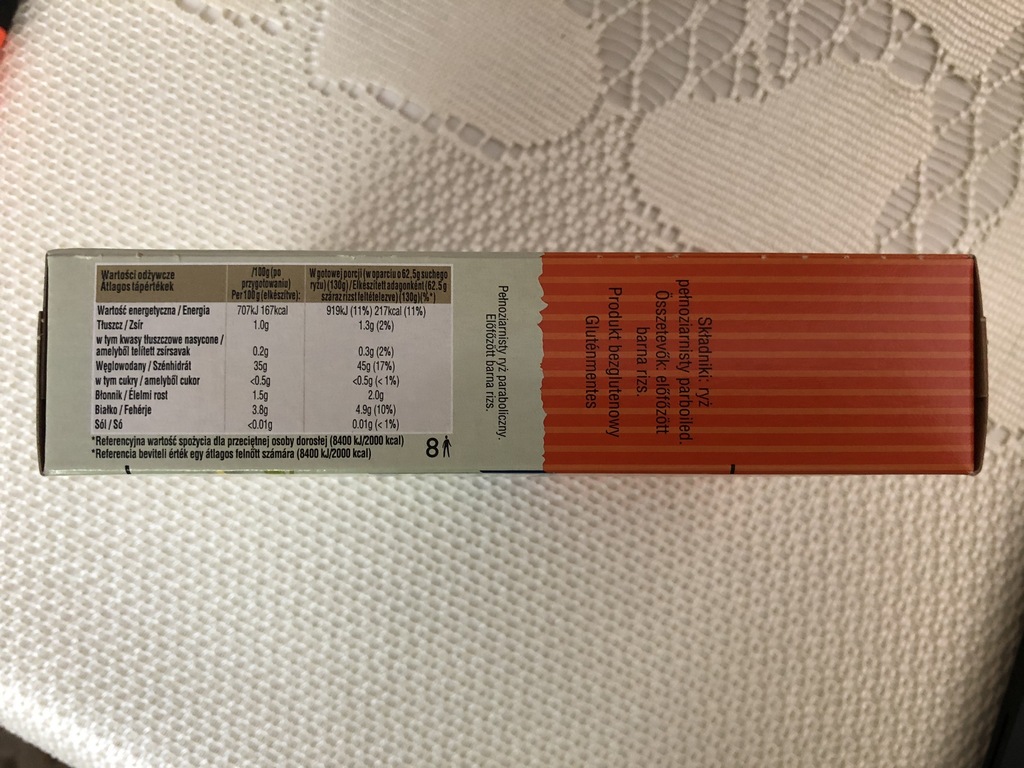 Wartości odżywcze
Átlagos tápértékek
/100g (po
przygotowaniu)
Per 100 g (elkészítve):
W gotowej porcji (w oparciu o 62.5g suchego
ryżu) (130g) / Elkészített adagonként (62.5 g
száraz rizst feltételezve) (130g) (%*)
Wartość energetyczna / Energia 707kJ 167kcal 919kJ (11%) 217kcal (11%)
Tłuszcz / Zsír 1.0g 1.3g (2%)
w tym kwasy tłuszczowe nasycone /
amelyből telített zsírsavak 0.2g 0.3g (2%)
Węglowodany / Szénhidrát 35g 45g (17%)
w tym cukry / amelyből cukor <0.5g <0.5g (< 1%)
Błonnik / Élelmi rost 1.5g 2.0g
Białko / Fehérje 3.8g 4.9g (10%)
Sól / Só <0.01g 0.01g (< 1%)
*Referencyjna wartość spożycia dla przeciętnej osoby dorosłej (8400 kJ/2000 kcal)
*Referencia beviteli érték egy átlagos felnőtt számára (8400 kJ/2000 kcal)
8
Pełnoziarnisty ryż paraboliczny.
Előfőzött barna rizs.
Składniki: ryż
pełnoziarnisty parboiled.
Összetevők: előfőzött
barna rizs.
Produkt bezglutenowy
Gluténmentes